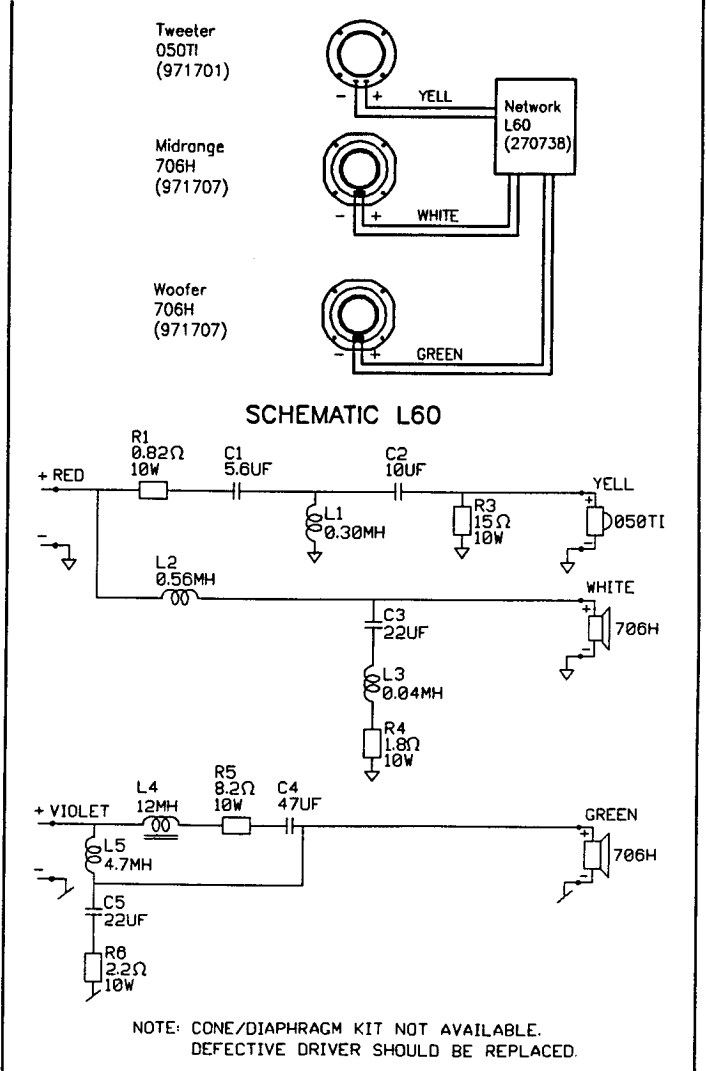 Tweeter
050TI
(971701)
- + YELL
Network
L60
(270738)
Midrange
706H
(971707)
- + WHITE
Woofer
706H
(971707)
- + GREEN
SCHEMATIC L60
R1
0.82Ω
10W
C1
5.6UF
C2
10UF
+ RED
YELL
+
L1
0.30MH
R3
15Ω
10W
050TI
-
-
L2
0.56MH
WHITE
+
C3
22UF
706H
-
L3
0.04MH
R4
1.8Ω
10W
L4
12MH
R5
8.2Ω
10W
C4
47UF
+ VIOLET
GREEN
+
L5
4.7MH
706H
-
-
C5
22UF
R6
2.2Ω
10W
NOTE: CONE/DIAPHRAGM KIT NOT AVAILABLE.
DEFECTIVE DRIVER SHOULD BE REPLACED.